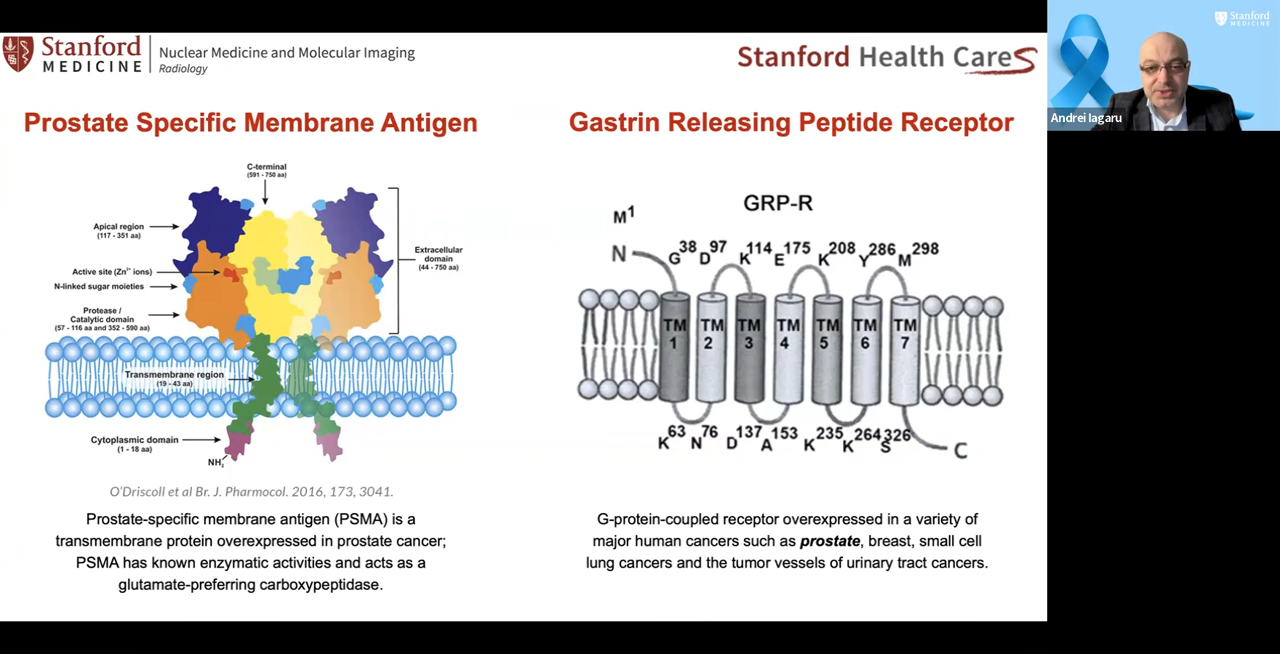 Stanford
MEDICINE
Nuclear Medicine and Molecular Imaging
Radiology
Stanford Health Care
Stanford
MEDICINE
Andrei Iagaru
Prostate Specific Membrane Antigen
C-terminal
(591 - 750 aa)
Apical region
(117 - 351 aa)
Active site (Zn²⁺ ions)
N-linked sugar moieties
Protease /
Catalytic domain
(57 - 116 aa and 352 - 590 aa)
Extracellular
domain
(44 - 750 aa)
Transmembrane region
(19 - 43 aa)
Cytoplasmic domain
(1 - 18 aa)
NH₂
O'Driscoll et al Br. J. Pharmocol. 2016, 173, 3041.
Prostate-specific membrane antigen (PSMA) is a
transmembrane protein overexpressed in prostate cancer;
PSMA has known enzymatic activities and acts as a
glutamate-preferring carboxypeptidase.
Gastrin Releasing Peptide Receptor
GRP-R
M¹
N
G³⁸ D⁹⁷ K¹¹⁴ E¹⁷⁵ K²⁰⁸ Y²⁸⁶ M²⁹⁸
TM TM TM TM TM TM TM
1 2 3 4 5 6 7
K⁶³ N⁷⁶ D¹³⁷ A¹⁵³ K²³⁵ K²⁶⁴ S³²⁶
C
G-protein-coupled receptor overexpressed in a variety of
major human cancers such as prostate, breast, small cell
lung cancers and the tumor vessels of urinary tract cancers.